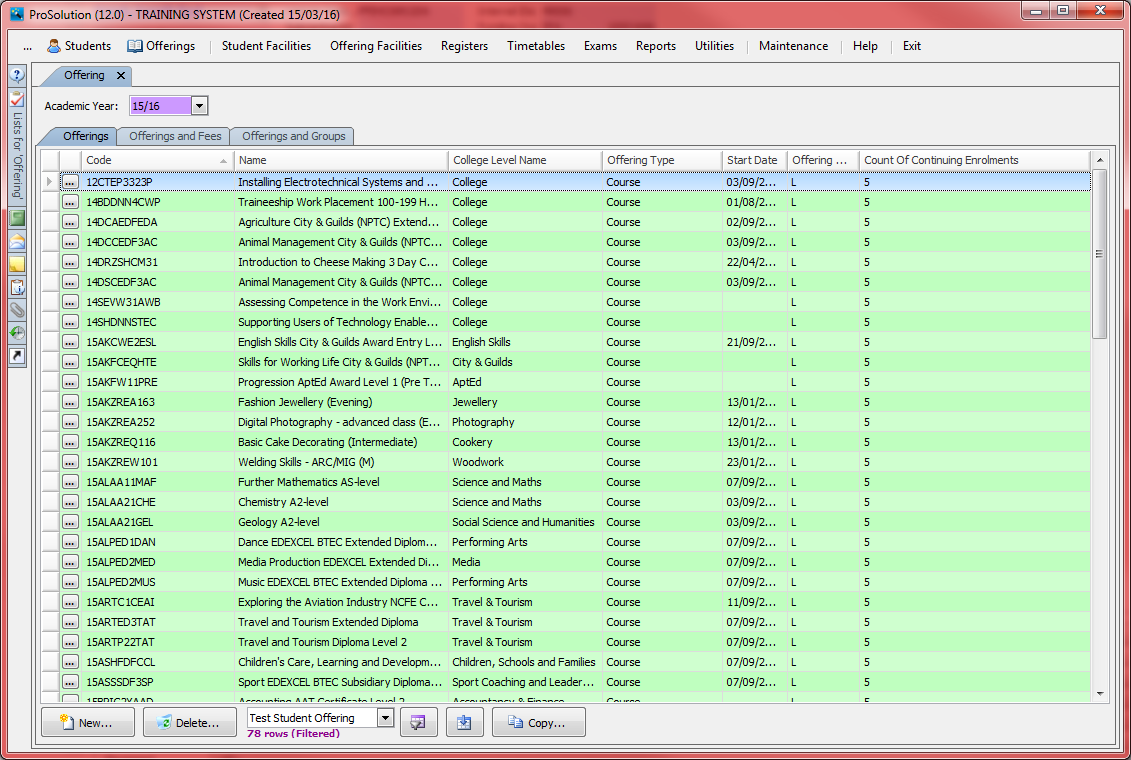 ProSolution (12.0) - TRAINING SYSTEM (Created 15/03/16)
... Students Offerings Student Facilities Offering Facilities Registers Timetables Exams Reports Utilities Maintenance Help Exit
Offering
Lists for 'Offering'
Academic Year: 15/16
Offerings Offerings and Fees Offerings and Groups
Code Name College Level Name Offering Type Start Date Offering ... Count Of Continuing Enrolments
12CTEP3323P Installing Electrotechnical Systems and ... College Course 03/09/2... L 5
14BDDNN4CWP Traineeship Work Placement 100-199 H... College Course 01/08/2... L 5
14DCAEDFEDA Agriculture City & Guilds (NPTC) Extend... College Course 02/09/2... L 5
14DCCEDF3AC Animal Management City & Guilds (NPTC... College Course 03/09/2... L 5
14DRZSHCM31 Introduction to Cheese Making 3 Day C... College Course 22/04/2... L 5
14DSCEDF3AC Animal Management City & Guilds (NPTC... College Course 03/09/2... L 5
14SEVW31AWB Assessing Competence in the Work Envi... College Course L 5
14SHDNNSTEC Supporting Users of Technology Enable... College Course L 5
15AKCWE2ESL English Skills City & Guilds Award Entry L... English Skills Course 21/09/2... L 5
15AKFCEQHTE Skills for Working Life City & Guilds (NPT... City & Guilds Course L 5
15AKFW11PRE Progression AptEd Award Level 1 (Pre T... AptEd Course L 5
15AKZREA163 Fashion Jewellery (Evening) Jewellery Course 13/01/2... L 5
15AKZREA252 Digital Photography - advanced class (E... Photography Course 12/01/2... L 5
15AKZREQ116 Basic Cake Decorating (Intermediate) Cookery Course 13/01/2... L 5
15AKZREW101 Welding Skills - ARC/MIG (M) Woodwork Course 23/01/2... L 5
15ALAA11MAF Further Mathematics AS-level Science and Maths Course 07/09/2... L 5
15ALAA21CHE Chemistry A2-level Science and Maths Course 03/09/2... L 5
15ALAA21GEL Geology A2-level Social Science and Humanities Course 03/09/2... L 5
15ALPED1DAN Dance EDEXCEL BTEC Extended Diplom... Performing Arts Course 07/09/2... L 5
15ALPED2MED Media Production EDEXCEL Extended Di... Media Course 07/09/2... L 5
15ALPED2MUS Music EDEXCEL BTEC Extended Diploma ... Performing Arts Course 07/09/2... L 5
15ARTC1CEAI Exploring the Aviation Industry NCFE C... Travel & Tourism Course 11/09/2... L 5
15ARTED3TAT Travel and Tourism Extended Diploma Travel & Tourism Course 07/09/2... L 5
15ARTP22TAT Travel and Tourism Diploma Level 2 Travel & Tourism Course 07/09/2... L 5
15ASHFDFCCL Children's Care, Learning and Developm... Children, Schools and Families Course 07/09/2... L 5
15ASSSDF3SP Sport EDEXCEL BTEC Subsidiary Diploma... Sport Coaching and Leader... Course 07/09/2... L 5
Accounting AAT Certificate Level 2 Accountancy & Finance
New... Delete... Test Student Offering Copy...
78 rows (Filtered)